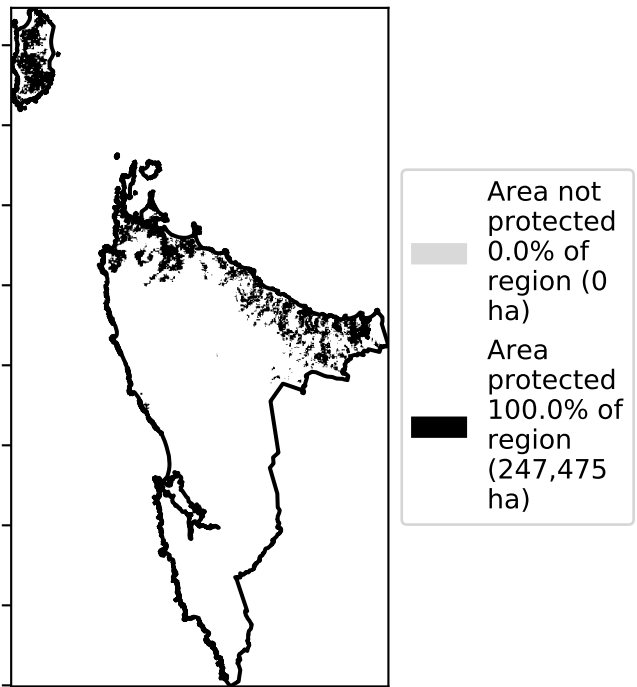 Area not
protected
0.0% of
region (0
ha)
Area
protected
100.0% of
region
(247,475
ha)